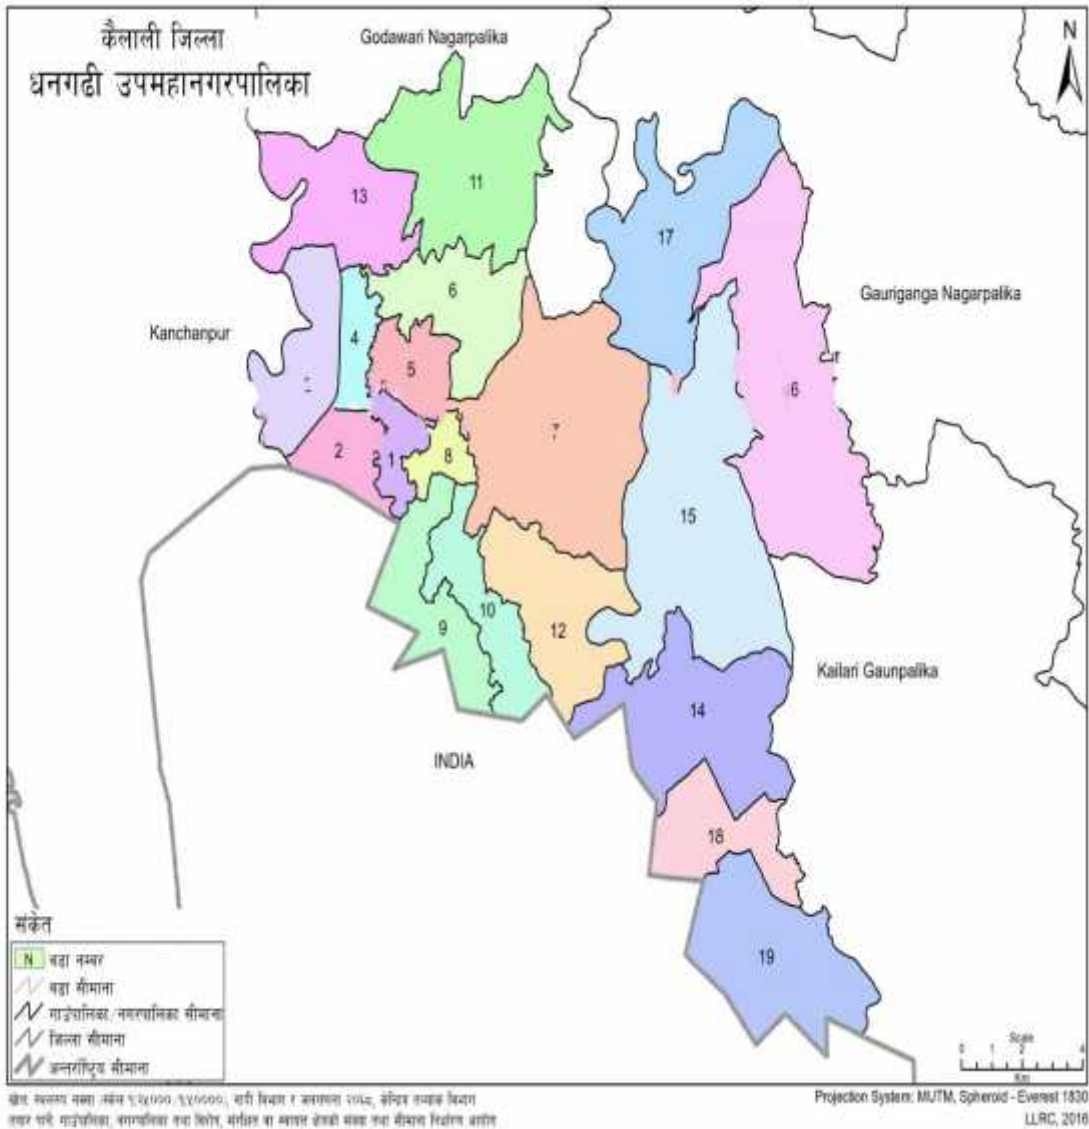 कैलाली जिल्ला
धनगढी उपमहानगरपालिका
Godawari Nagarpalika
N
11
13
17
6
Gauriganga Nagarpalika
Kanchanpur
4
5
6
7
2
1
8
15
10
9
12
Kailari Gaunpalika
14
INDIA
18
19
संकेत
N वडा नम्बर
वडा सीमाना
गाउँपालिका/नगरपालिका सीमाना
जिल्ला सीमाना
अन्तर्राष्ट्रिय सीमाना
Scale
0 1 2 4
Km
Projection System: MUTM, Spheroid - Everest 1830
LLRC, 2016